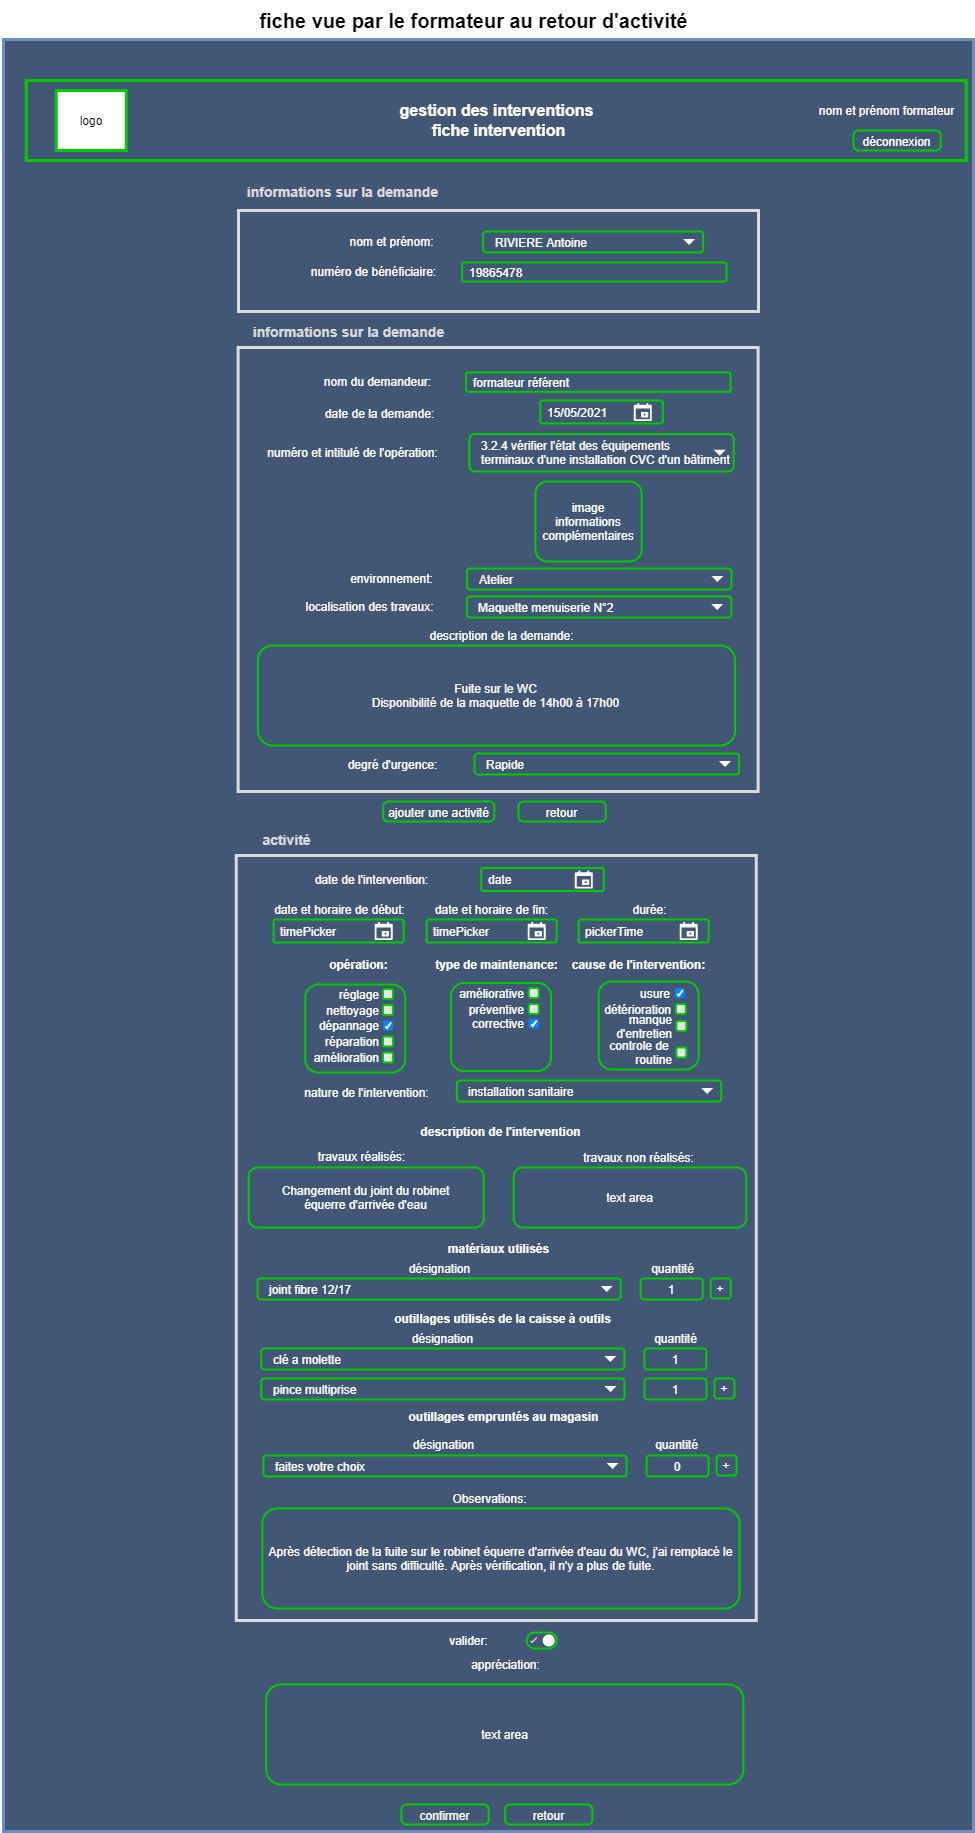 fiche vue par le formateur au retour d'activité
logo
gestion des interventions
fiche intervention
nom et prénom formateur
déconnexion
informations sur la demande
nom et prénom:
RIVIERE Antoine
numéro de bénéficiaire:
19865478
informations sur la demande
nom du demandeur:
formateur référent
date de la demande:
15/05/2021
numéro et intitulé de l'opération:
3.2.4 vérifier l'état des équipements
terminaux d'une installation CVC d'un bâtiment
image
informations
complémentaires
environnement:
Atelier
localisation des travaux:
Maquette menuiserie N°2
description de la demande:
Fuite sur le WC
Disponibilité de la maquette de 14h00 à 17h00
degré d'urgence:
Rapide
ajouter une activité
retour
activité
date de l'intervention:
date
date et horaire de début:
date et horaire de fin:
durée:
timePicker
timePicker
pickerTime
opération:
type de maintenance:
cause de l'intervention:
réglage
nettoyage
dépannage
réparation
amélioration
améliorative
préventive
corrective
usure
détérioration
manque
d'entretien
controle de
routine
nature de l'intervention:
installation sanitaire
description de l'intervention
travaux réalisés:
travaux non réalisés:
Changement du joint du robinet
équerre d'arrivée d'eau
text area
matériaux utilisés
désignation
quantité
joint fibre 12/17
1
+
outillages utilisés de la caisse à outils
désignation
quantité
clé a molette
1
pince multiprise
1
+
outillages empruntés au magasin
désignation
quantité
faites votre choix
0
+
Observations:
Après détection de la fuite sur le robinet équerre d'arrivée d'eau du WC, j'ai remplacé le
joint sans difficulté. Après vérification, il n'y a plus de fuite.
valider:
appréciation:
text area
confirmer
retour